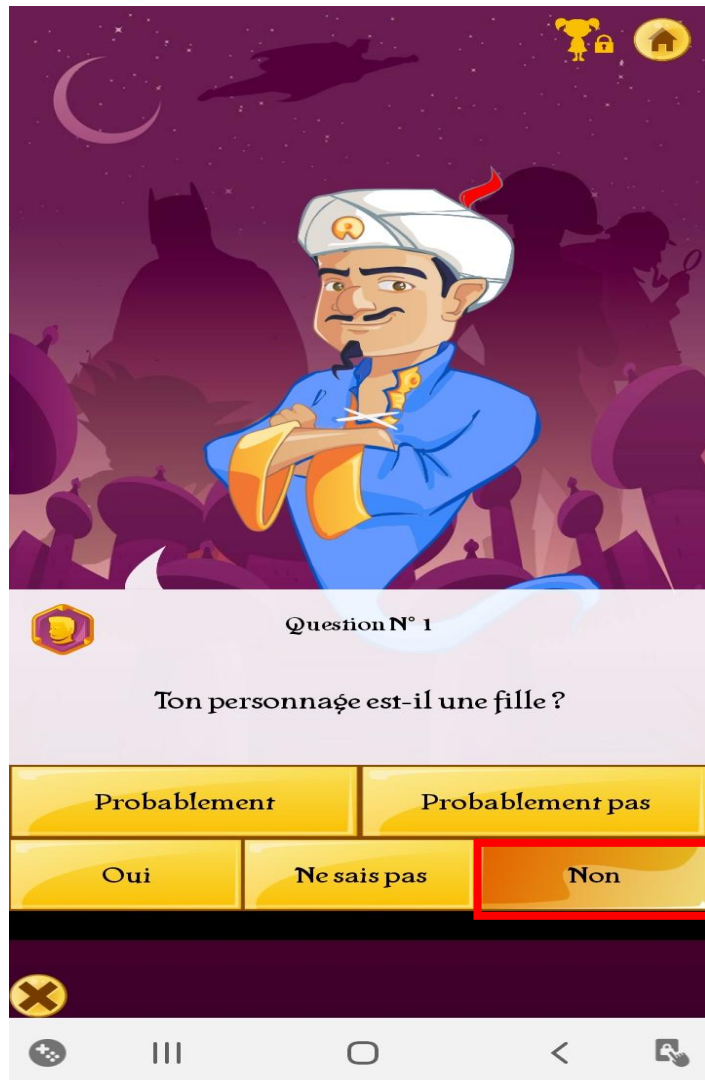 Question N° 1
Ton personnage est-il une fille ?
Probablement
Probablement pas
Oui
Ne sais pas
Non